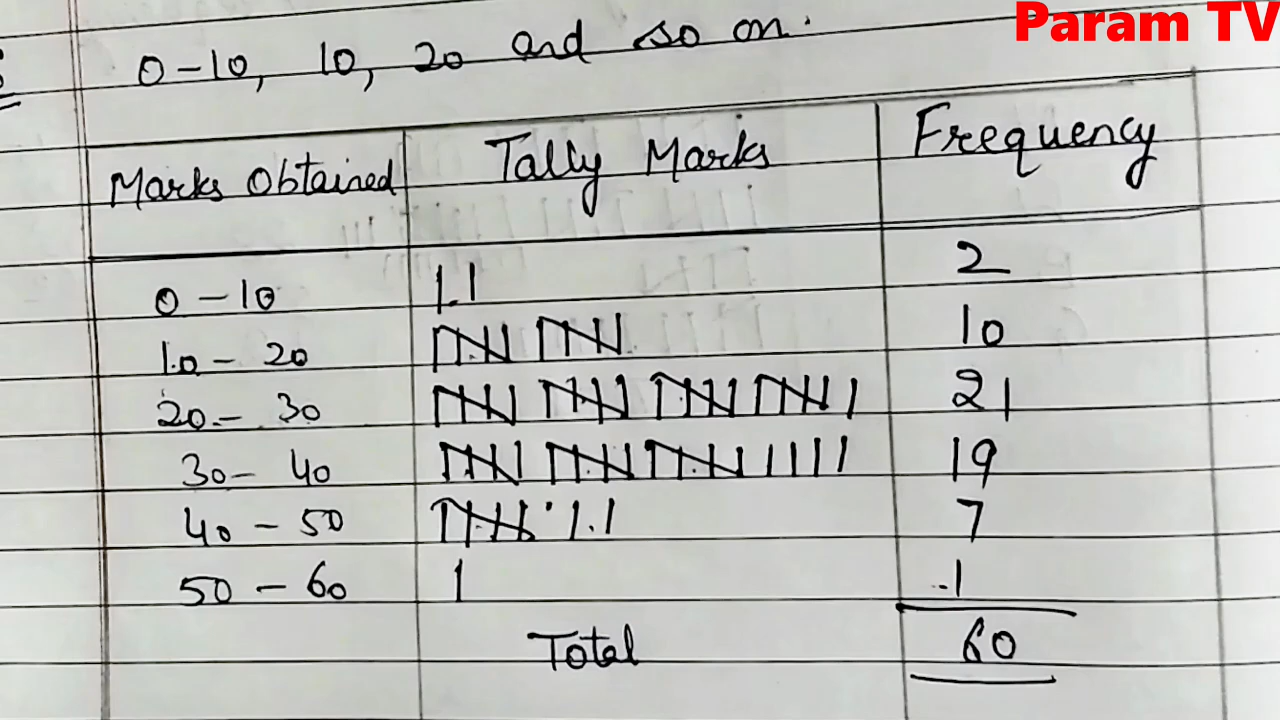 Param TV
0-10, 10, 20 and so on.
Marks Obtained Tally Marks Frequency
0-10 || 2
10-20 |||| |||| 10
20-30 |||| |||| |||| |||| | 21
30-40 |||| |||| |||| |||| 19
40-50 |||| || 7
50-60 | 1
Total 60